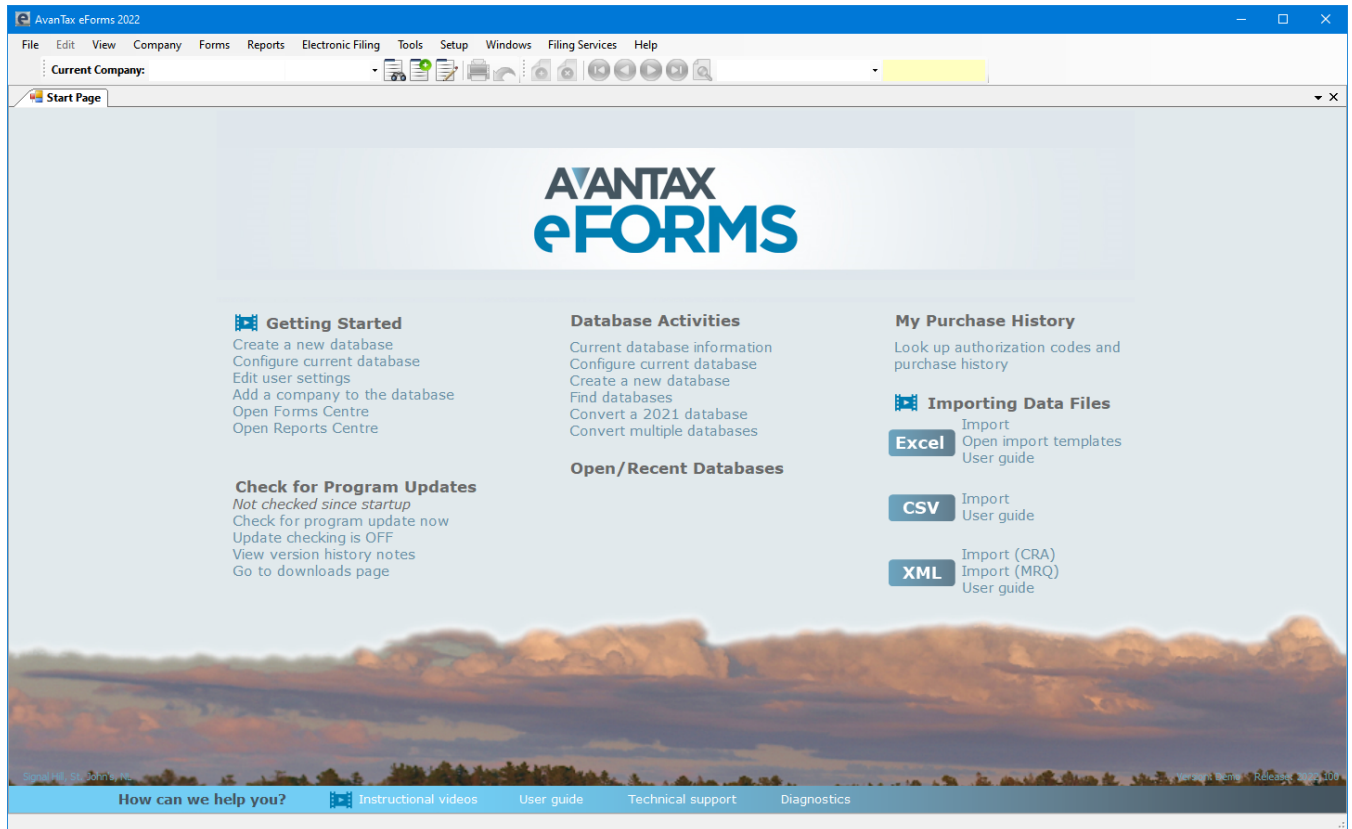 AvanTax eForms 2022
File Edit View Company Forms Reports Electronic Filing Tools Setup Windows Filing Services Help
Current Company:
Start Page
AVANTAX
eFORMS
Getting Started
Create a new database
Configure current database
Edit user settings
Add a company to the database
Open Forms Centre
Open Reports Centre
Check for Program Updates
Not checked since startup
Check for program update now
Update checking is OFF
View version history notes
Go to downloads page
Database Activities
Current database information
Configure current database
Create a new database
Find databases
Convert a 2021 database
Convert multiple databases
Open/Recent Databases
My Purchase History
Look up authorization codes and
purchase history
Importing Data Files
Excel
Import
Open import templates
User guide
CSV
Import
User guide
XML
Import (CRA)
Import (MRQ)
User guide
Signal Hill, St. John's,
Version: Demo Release:
How can we help you? Instructional videos User guide Technical support Diagnostics